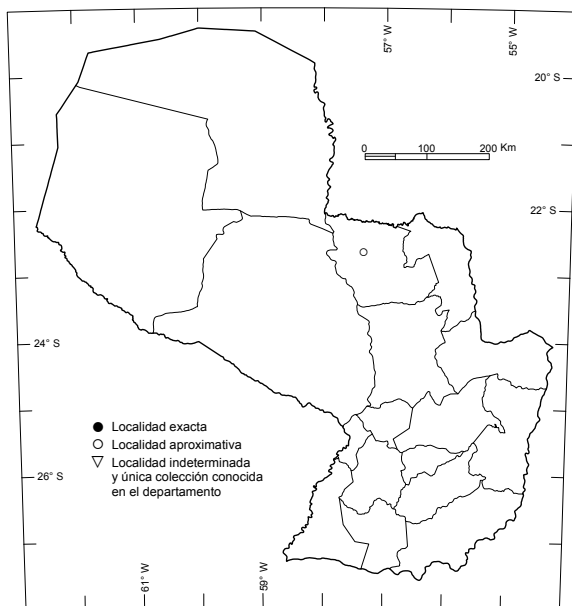 57° W
55° W
20° S
0 100 200 Km
22° S
24° S
Localidad exacta
Localidad aproximativa
Localidad indeterminada
y única colección conocida
en el departamento
26° S
61° W
59° W